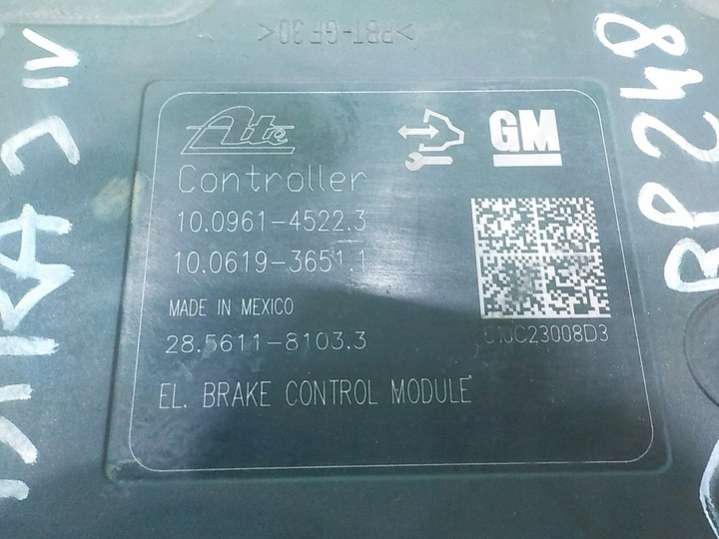 >PBT-GF30<
Ate
GM
Controller
10.0961-4522.3
10.0619-3651.1
MADE IN MEXICO
28.5611-8103.3
C23008D3
EL. BRAKE CONTROL MODULE
BP248